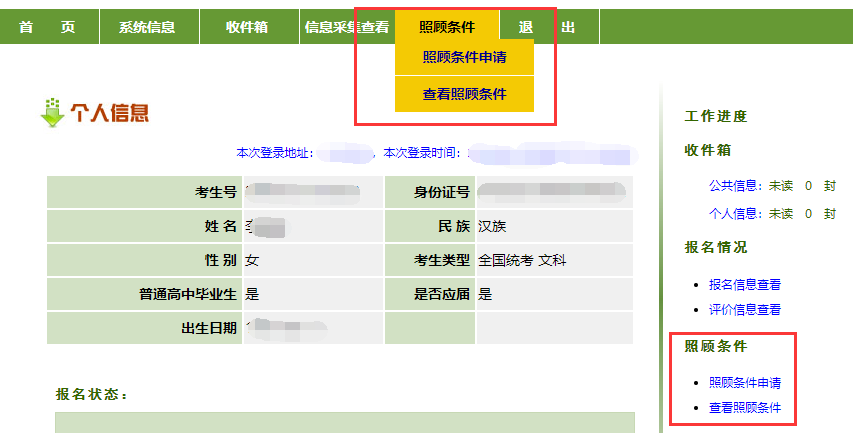 首 页 系统信息 收件箱 信息采集查看 照顾条件 退 出
照顾条件申请
查看照顾条件
个人信息
本次登录地址： ，本次登录时间：
考生号 身份证号
姓 名 李 民 族 汉族
性 别 女 考生类型 全国统考 文科
普通高中毕业生 是 是否应届 是
出生日期
报名状态：
工作进度
收件箱
公共信息：未读 0 封
个人信息：未读 0 封
报名情况
报名信息查看
评价信息查看
照顾条件
照顾条件申请
查看照顾条件